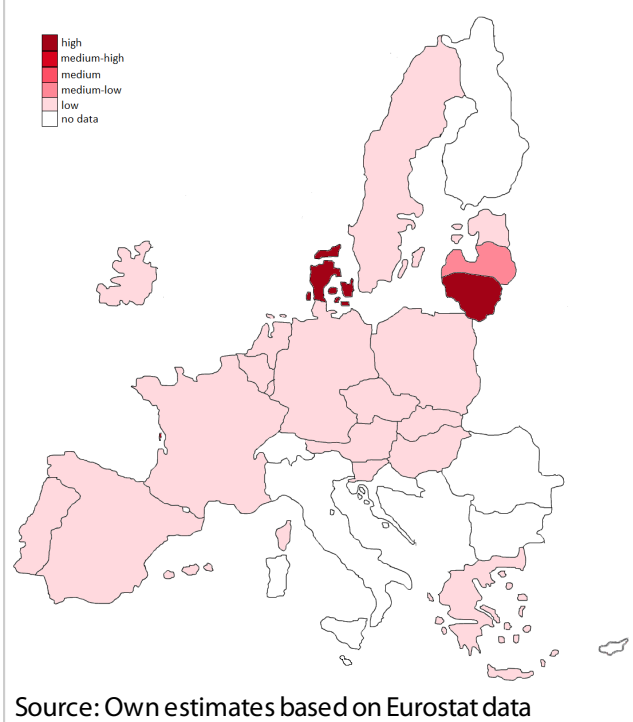 high
medium-high
medium
medium-low
low
no data
Source: Own estimates based on Eurostat data